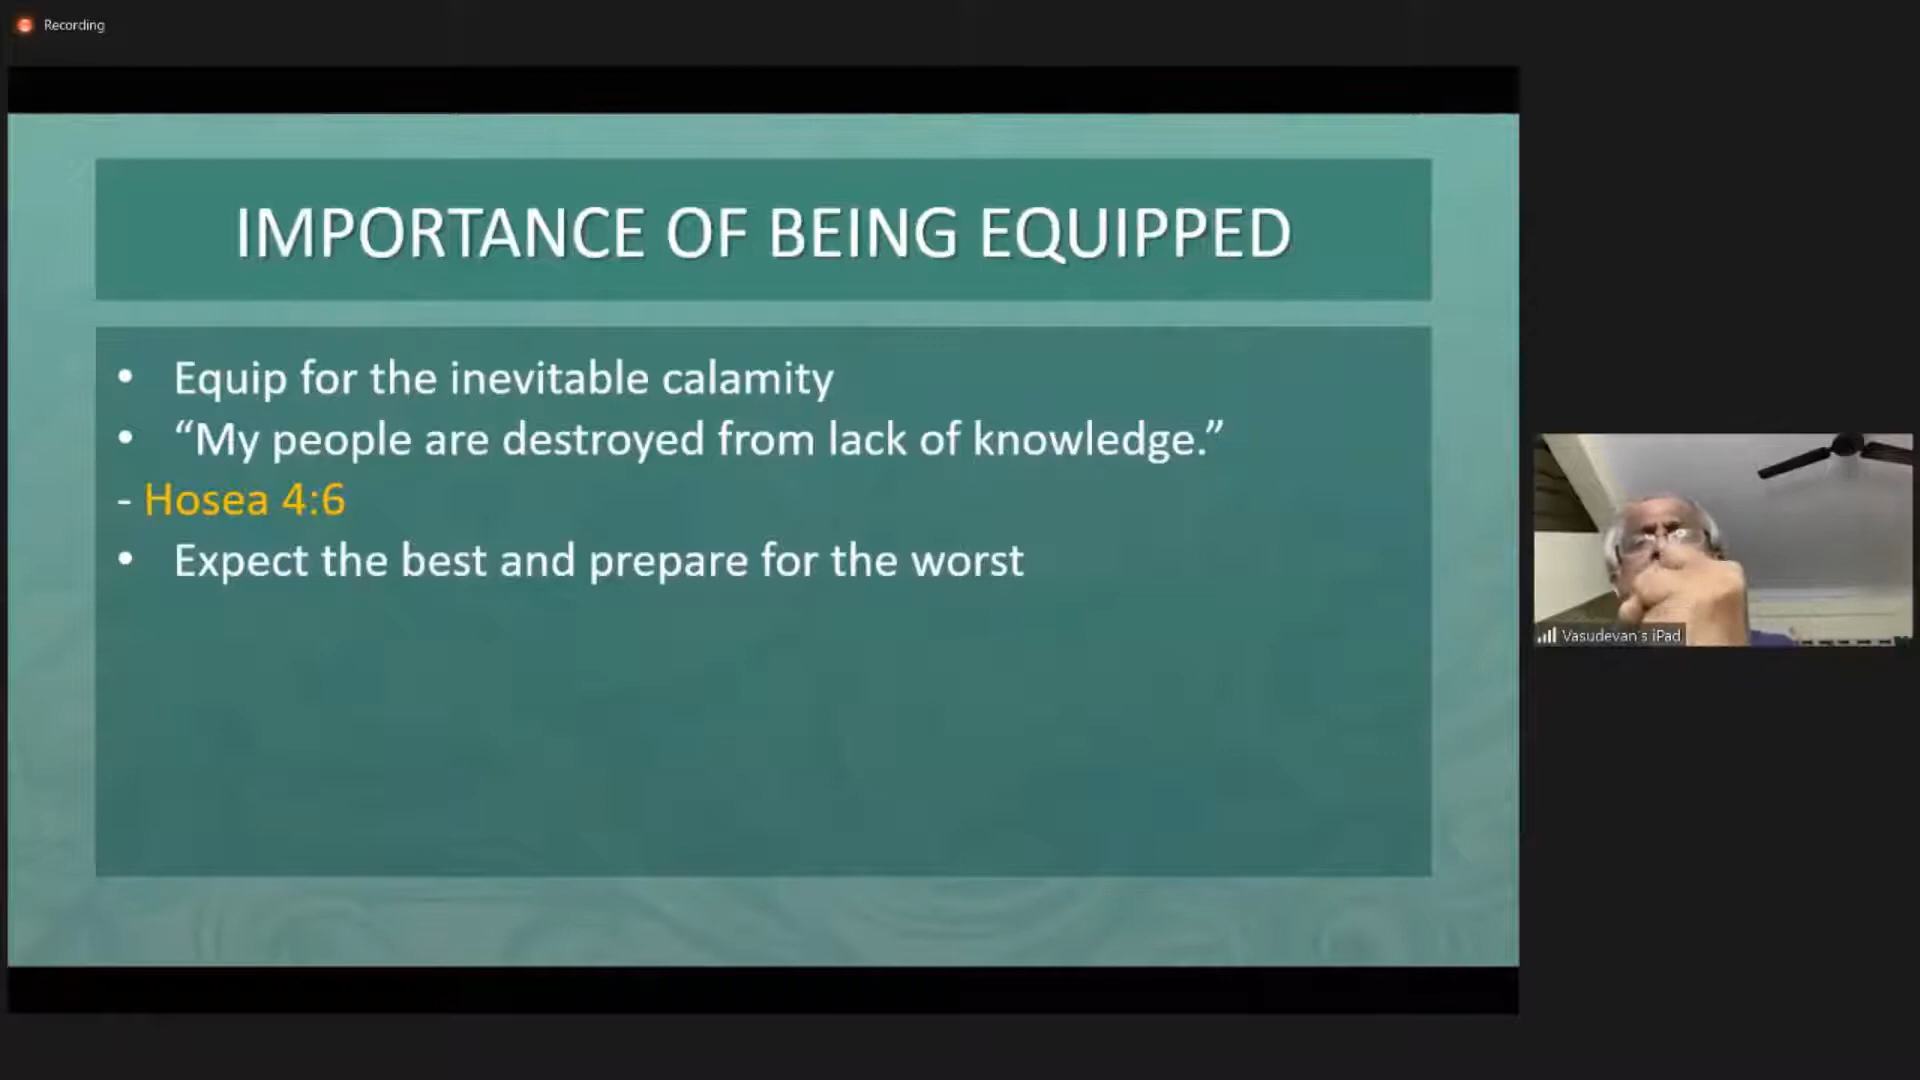 Recording
IMPORTANCE OF BEING EQUIPPED
• Equip for the inevitable calamity
• “My people are destroyed from lack of knowledge.”
- Hosea 4:6
• Expect the best and prepare for the worst
Vasudevan's iPad